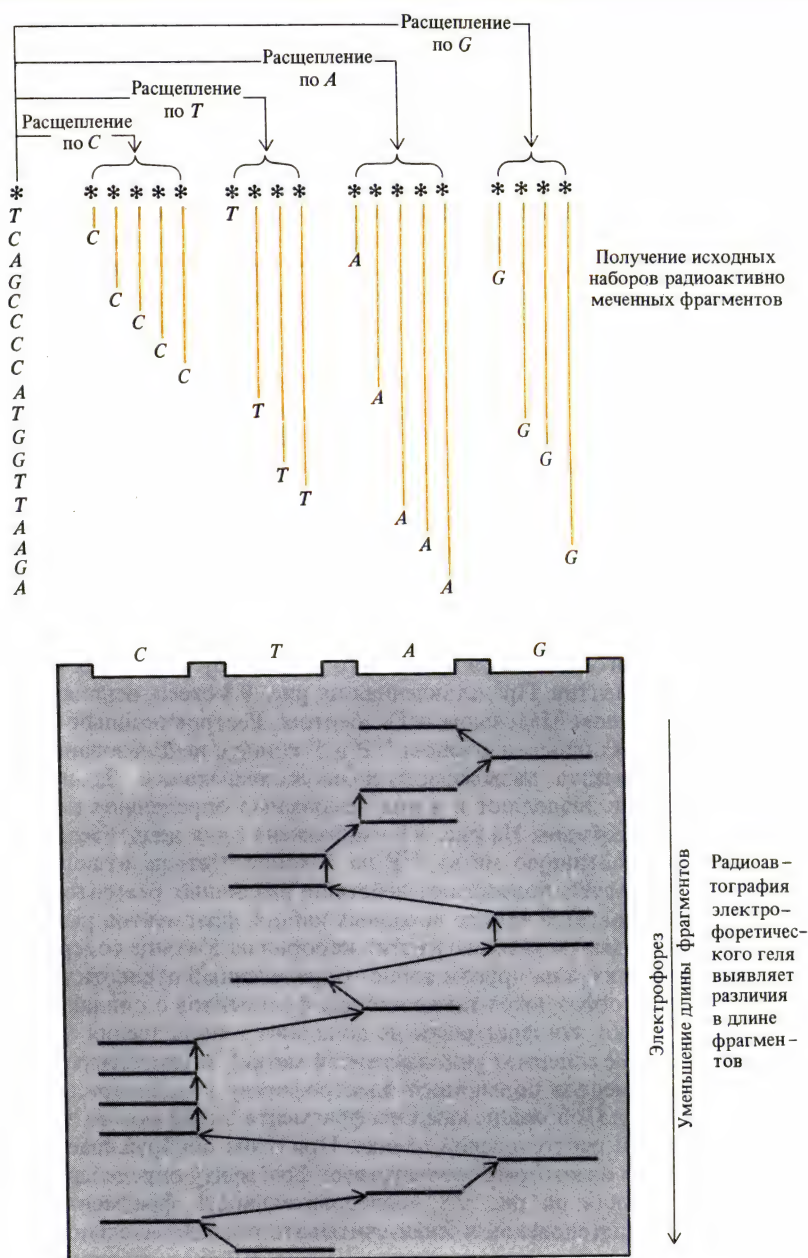 Расщепление
по G
Расщепление
по A
Расщепление
по T
Расщепление
по C
* * * * * * * * * * * * * * * * * * *
T
C
A
G
C
C
C
C
A
T
G
G
T
T
A
A
G
A
C
C
C
C
C
T
T
T
T
A
A
A
A
A
G
G
G
G
Получение исходных
наборов радиоактивно
меченных фрагментов
C T A G
Электрофорез
Уменьшение длины фрагментов
Радиоав–
тография
электро-
форетичес-
кого геля
выявляет
различия
в длине
фрагмен-
тов